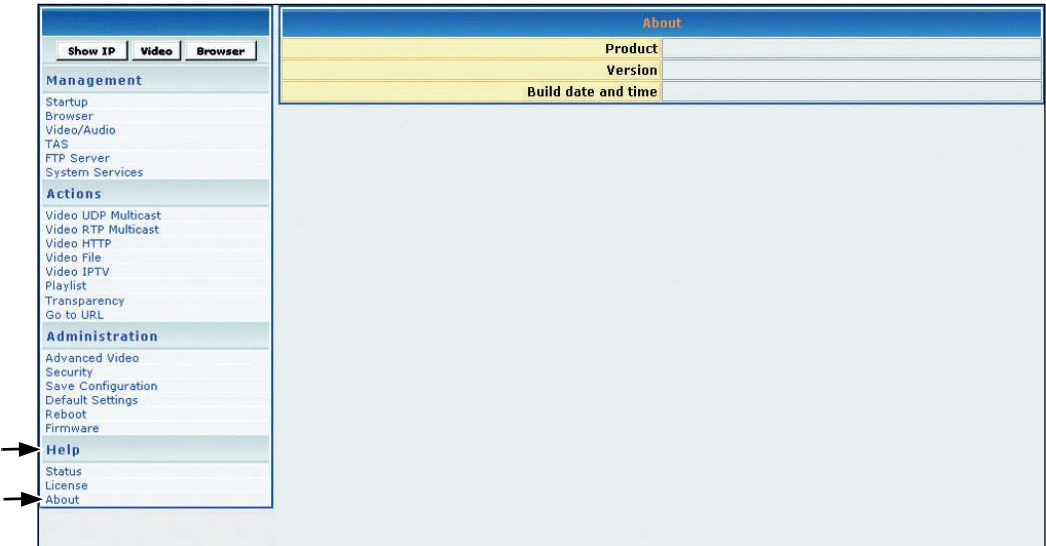 Show IP Video Browser
Management
Startup
Browser
Video/Audio
TAS
FTP Server
System Services
Actions
Video UDP Multicast
Video RTP Multicast
Video HTTP
Video File
Video IPTV
Playlist
Transparency
Go to URL
Administration
Advanced Video
Security
Save Configuration
Default Settings
Reboot
Firmware
Help
Status
License
About
About
Product
Version
Build date and time